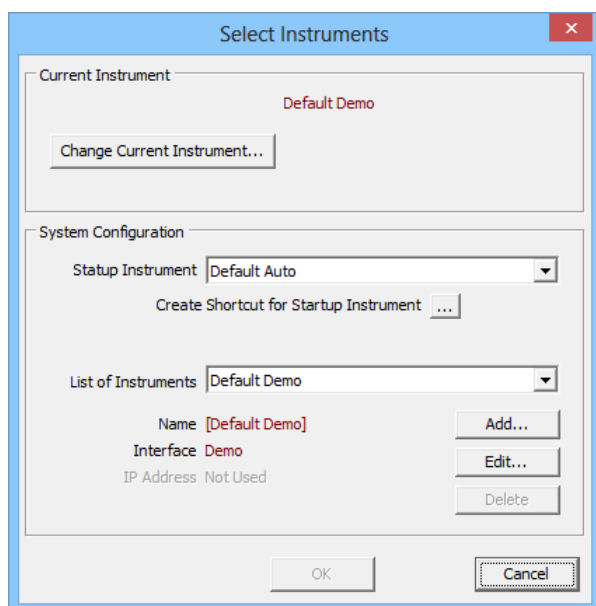 Select Instruments
x
Current Instrument
Default Demo
Change Current Instrument...
System Configuration
Statup Instrument Default Auto
Create Shortcut for Startup Instrument ...
List of Instruments Default Demo
Name [Default Demo] Add...
Interface Demo Edit...
IP Address Not Used
Delete
OK Cancel